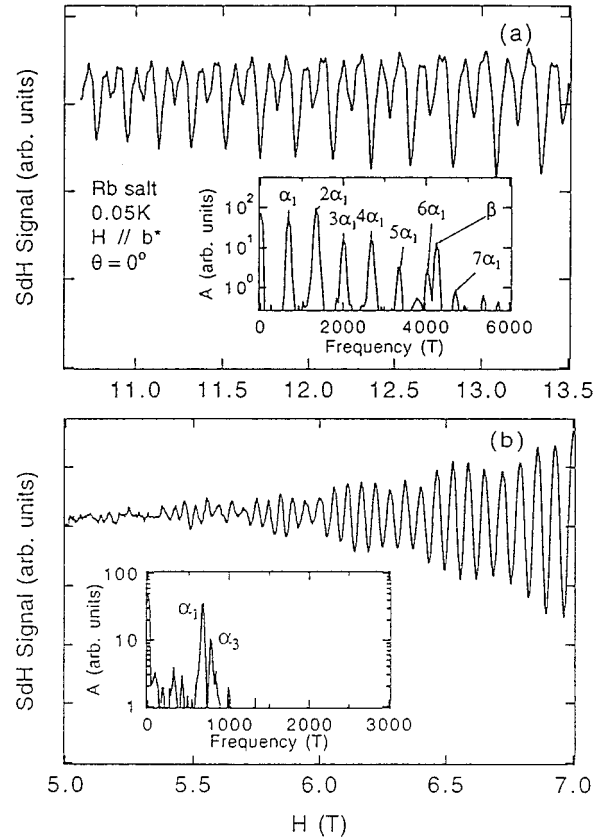 (a)
SdH Signal (arb. units)
Rb salt
0.05K
H // b*
θ = 0°
A (arb. units)
10²
10¹
10⁰
α₁
2α₁
3α₁
4α₁
5α₁
6α₁
β
7α₁
0 2000 4000 6000
Frequency (T)
11.0 11.5 12.0 12.5 13.0 13.5
(b)
SdH Signal (arb. units)
A (arb. units)
100
10
1
α₁
α₃
0 1000 2000 3000
Frequency (T)
5.0 5.5 6.0 6.5 7.0
H (T)